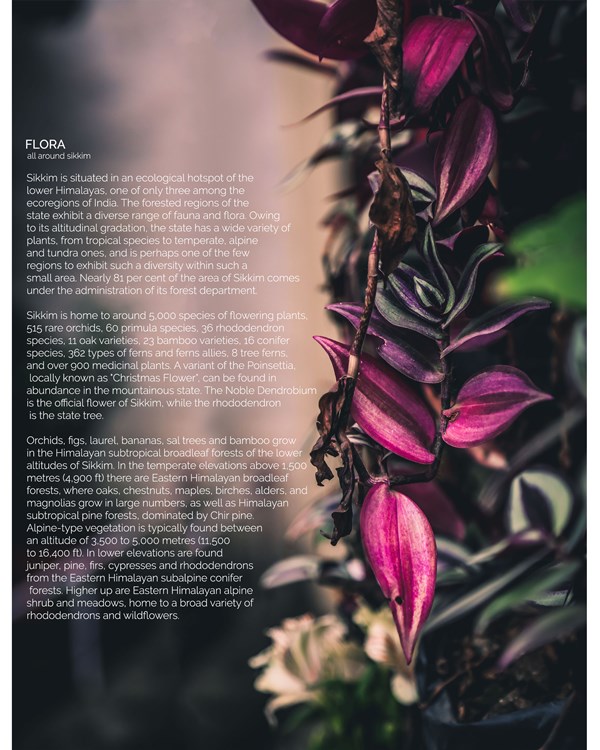 FLORA
all around sikkim
Sikkim is situated in an ecological hotspot of the
lower Himalayas, one of only three among the
ecoregions of India. The forested regions of the
state exhibit a diverse range of fauna and flora. Owing
to its altitudinal gradation, the state has a wide variety of
plants, from tropical species to temperate, alpine
and tundra ones, and is perhaps one of the few
regions to exhibit such a diversity within such a
small area. Nearly 81 per cent of the area of Sikkim comes
under the administration of its forest department.
Sikkim is home to around 5,000 species of flowering plants,
515 rare orchids, 60 primula species, 36 rhododendron
species, 11 oak varieties, 23 bamboo varieties, 16 conifer
species, 362 types of ferns and ferns allies, 8 tree ferns,
and over 900 medicinal plants. A variant of the Poinsettia,
locally known as "Christmas Flower", can be found in
abundance in the mountainous state. The Noble Dendrobium
is the official flower of Sikkim, while the rhododendron
is the state tree.
Orchids, figs, laurel, bananas, sal trees and bamboo grow
in the Himalayan subtropical broadleaf forests of the lower
altitudes of Sikkim. In the temperate elevations above 1,500
metres (4,900 ft) there are Eastern Himalayan broadleaf
forests, where oaks, chestnuts, maples, birches, alders, and
magnolias grow in large numbers, as well as Himalayan
subtropical pine forests, dominated by Chir pine.
Alpine-type vegetation is typically found between
an altitude of 3,500 to 5,000 metres (11,500
to 16,400 ft). In lower elevations are found
juniper, pine, firs, cypresses and rhododendrons
from the Eastern Himalayan subalpine conifer
forests. Higher up are Eastern Himalayan alpine
shrub and meadows, home to a broad variety of
rhododendrons and wildflowers.